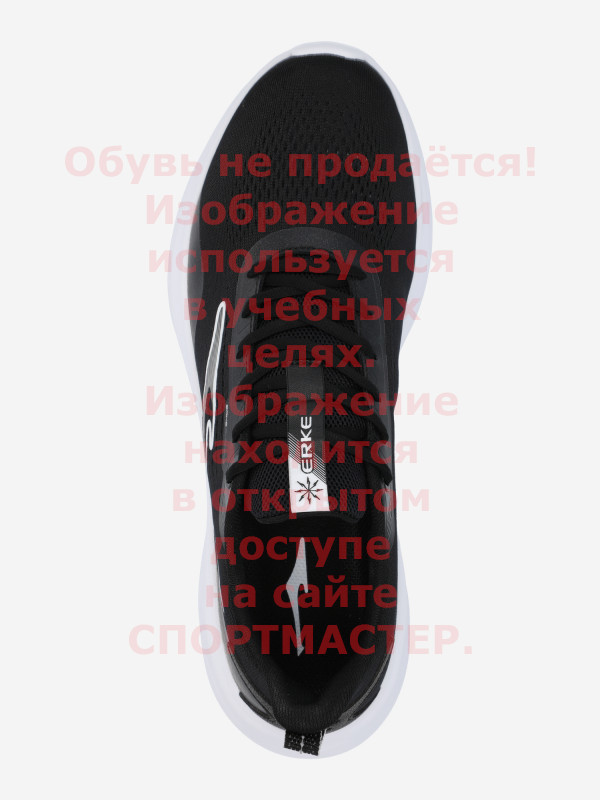 Обувь не продаётся!
Изображение
используется
в учебных
целях.
Изображение
находится
в открытом
доступе
на сайте
СПОРТМАСТЕР.
ERKE